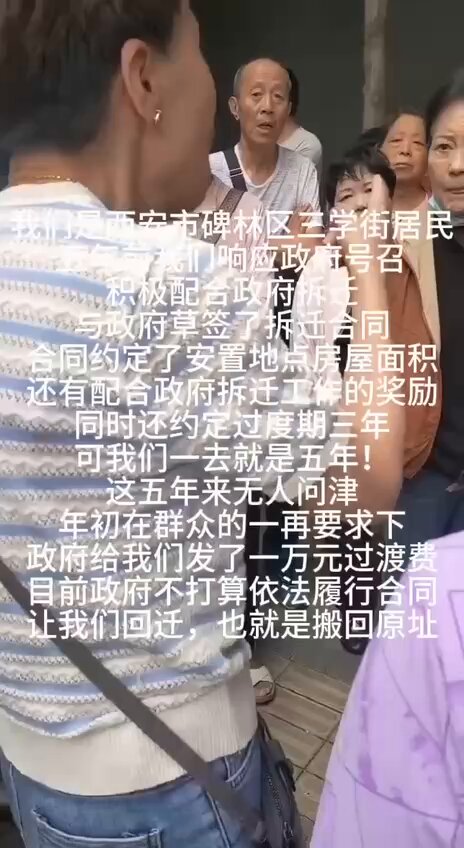 我们是西安市碑林区三学街居民
五年前我们响应政府号召
积极配合政府拆迁
与政府草签了拆迁合同
合同约定了安置地点房屋面积
还有配合政府拆迁工作的奖励
同时还约定过度期三年
可我们一去就是五年！
这五年来无人问津
年初在群众的一再要求下
政府给我们发了一万元过渡费
目前政府不打算依法履行合同
让我们回迁，也就是搬回原址